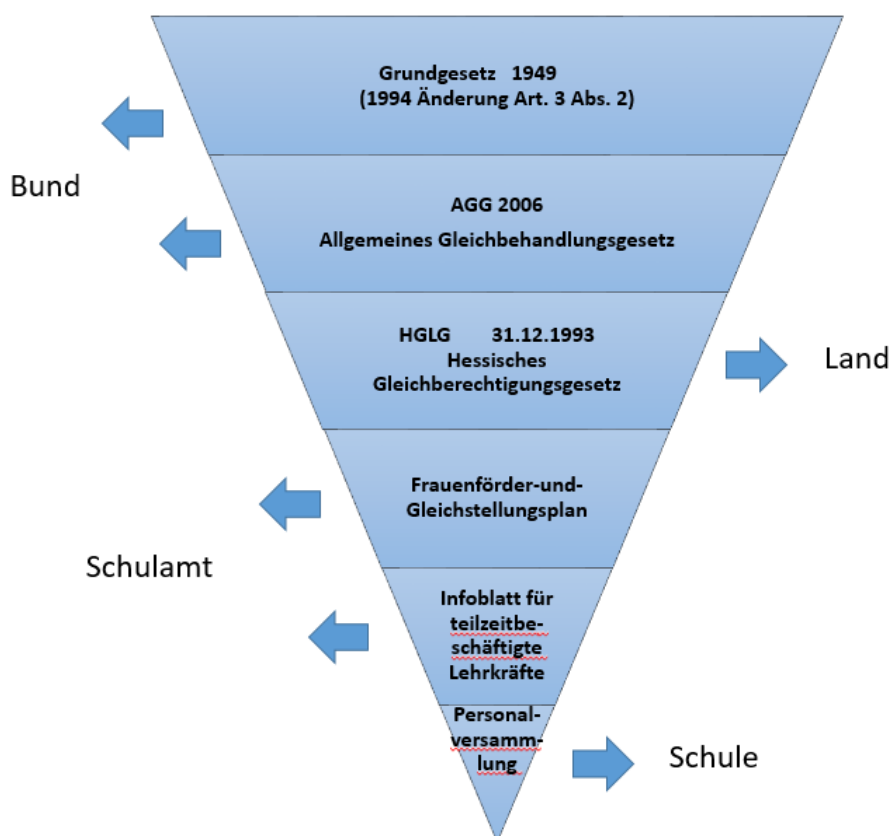 Grundgesetz 1949
(1994 Änderung Art. 3 Abs. 2)
Bund
AGG 2006
Allgemeines Gleichbehandlungsgesetz
HGLG 31.12.1993
Hessisches
Gleichberechtigungsgesetz
Land
Frauenförder-und-
Gleichstellungsplan
Schulamt
Infoblatt für
teilzeitbe-
schäftigte
Lehrkräfte
Personal-
versamm-
lung
Schule